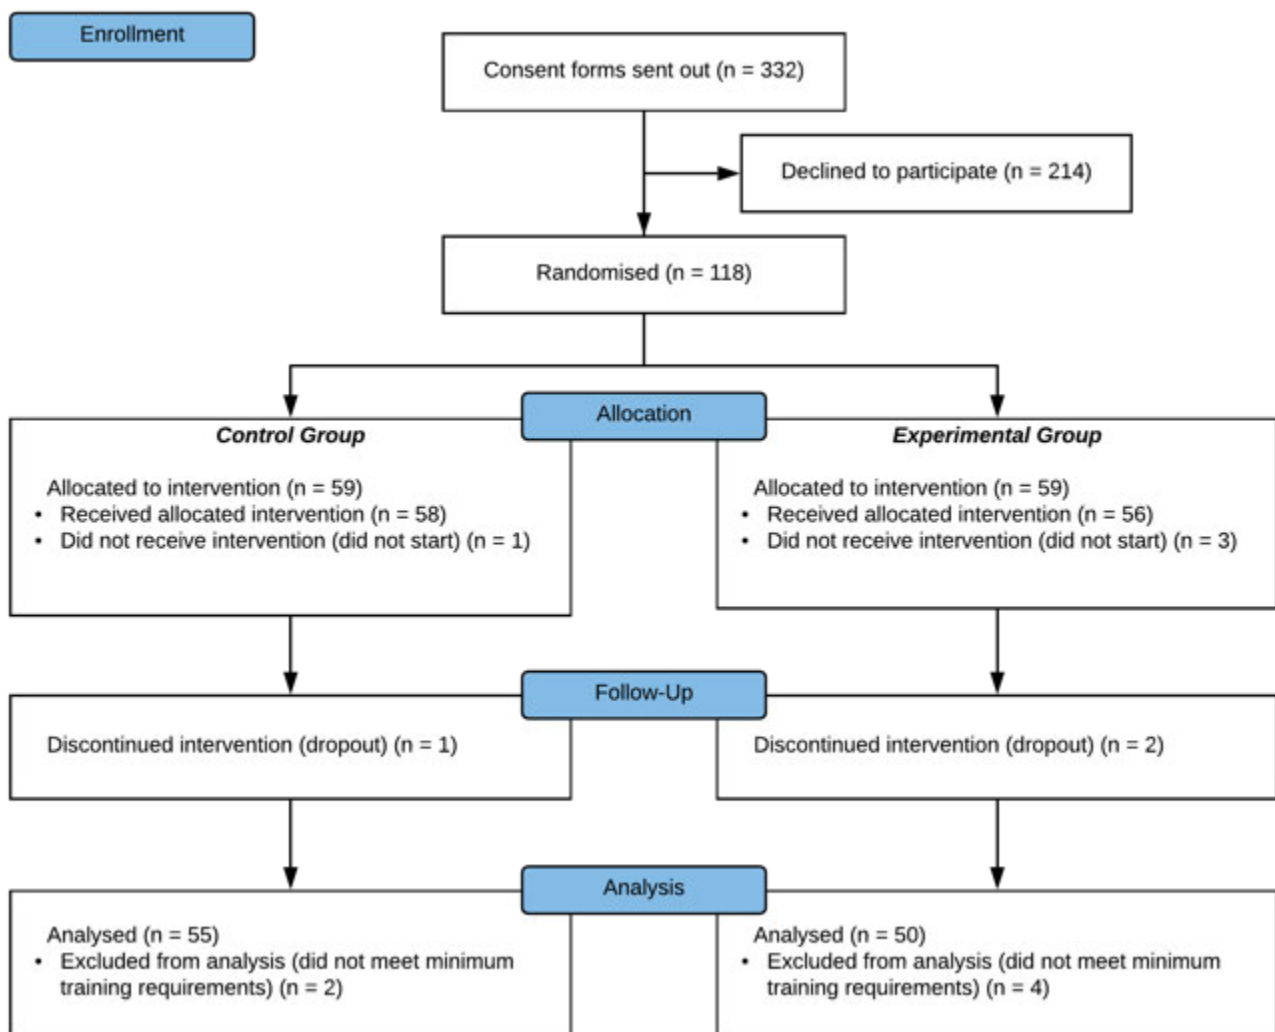 Enrollment
Consent forms sent out (n = 332)
Declined to participate (n = 214)
Randomised (n = 118)
Allocation
Control Group
Allocated to intervention (n = 59)
• Received allocated intervention (n = 58)
• Did not receive intervention (did not start) (n = 1)
Experimental Group
Allocated to intervention (n = 59)
• Received allocated intervention (n = 56)
• Did not receive intervention (did not start) (n = 3)
Follow-Up
Discontinued intervention (dropout) (n = 1)
Discontinued intervention (dropout) (n = 2)
Analysis
Analysed (n = 55)
• Excluded from analysis (did not meet minimum
training requirements) (n = 2)
Analysed (n = 50)
• Excluded from analysis (did not meet minimum
training requirements) (n = 4)